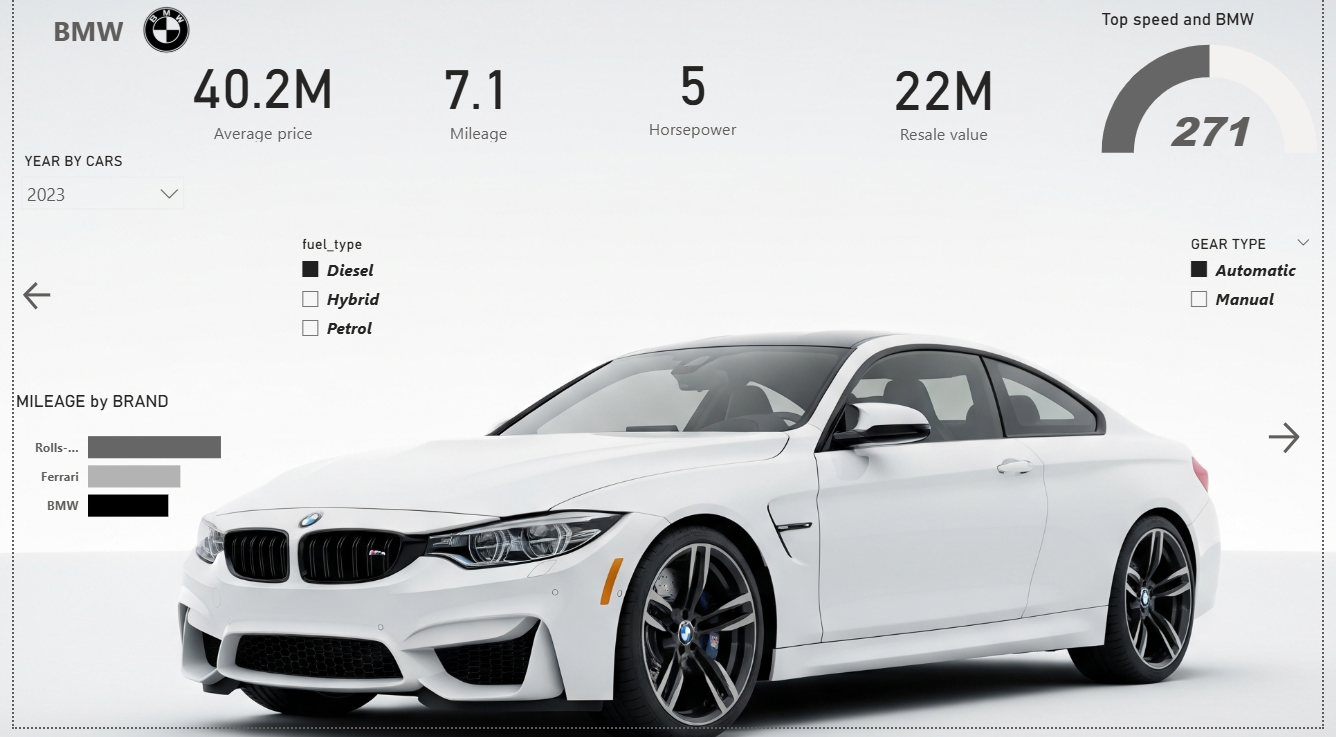 BMW
BMW
Top speed and BMW
40.2M
Average price
7.1
Mileage
5
Horsepower
22M
Resale value
271
YEAR BY CARS
2023
fuel_type
Diesel
Hybrid
Petrol
GEAR TYPE
Automatic
Manual
MILEAGE by BRAND
Rolls-...
Ferrari
BMW